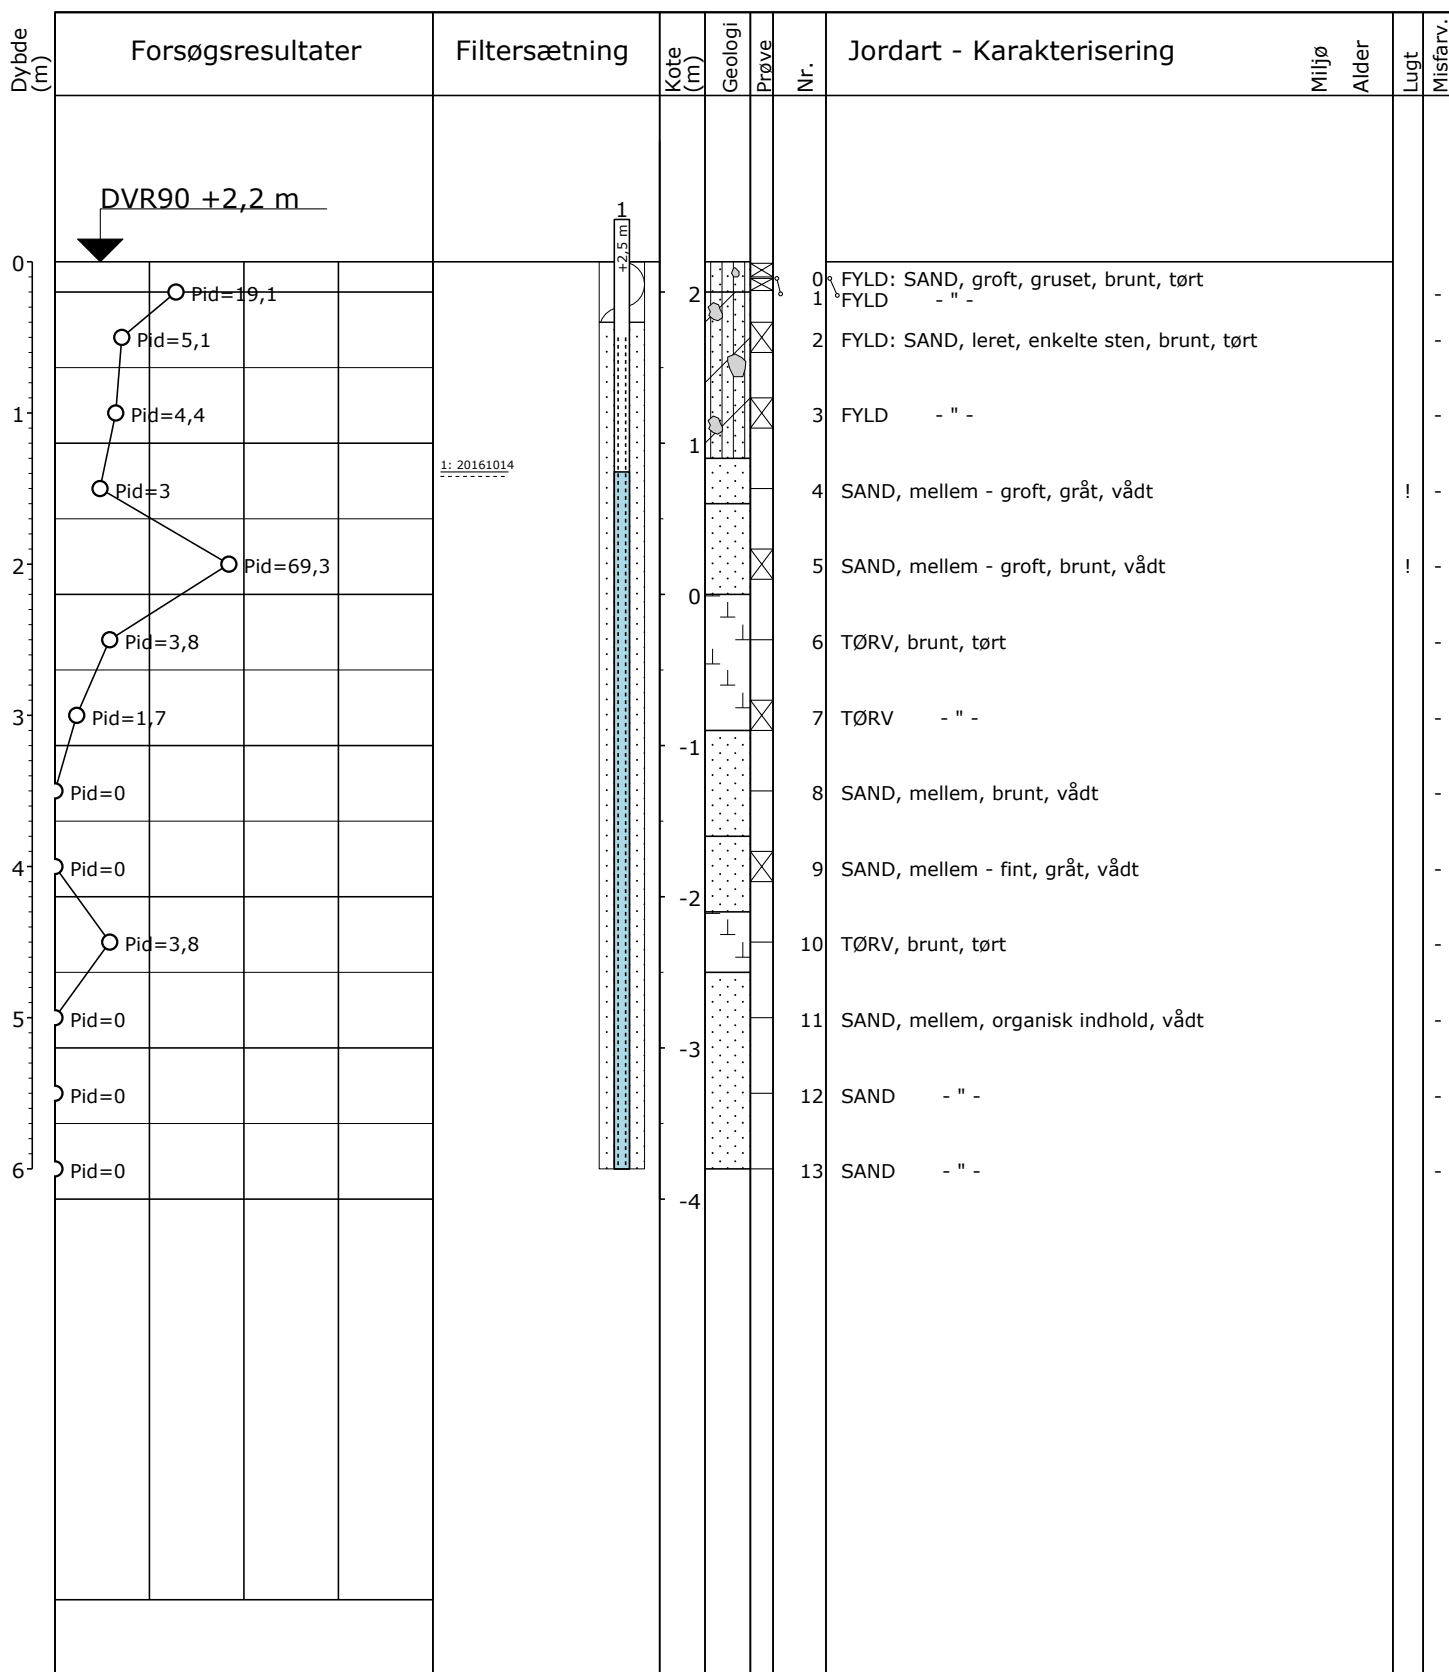 Dybde (m) Forsøgsresultater Filtersætning Kote (m) Geologi Prøve Nr. Jordart - Karakterisering Miljø Alder Lugt Misfarv.
DVR90 +2,2 m
1
+2,5 m
0 0 FYLD: SAND, groft, gruset, brunt, tørt
Pid=19,1 2 1 FYLD - " - -
Pid=5,1 2 FYLD: SAND, leret, enkelte sten, brunt, tørt -
1 Pid=4,4 3 FYLD - " - -
1
1: 20161014
Pid=3 4 SAND, mellem - groft, gråt, vådt ! -
2 Pid=69,3 5 SAND, mellem - groft, brunt, vådt ! -
0
Pid=3,8 6 TØRV, brunt, tørt -
3 Pid=1,7 7 TØRV - " - -
-1
Pid=0 8 SAND, mellem, brunt, vådt -
4 Pid=0 9 SAND, mellem - fint, gråt, vådt -
-2
Pid=3,8 10 TØRV, brunt, tørt -
5 Pid=0 11 SAND, mellem, organisk indhold, vådt -
-3
Pid=0 12 SAND - " - -
6 Pid=0 13 SAND - " - -
-4